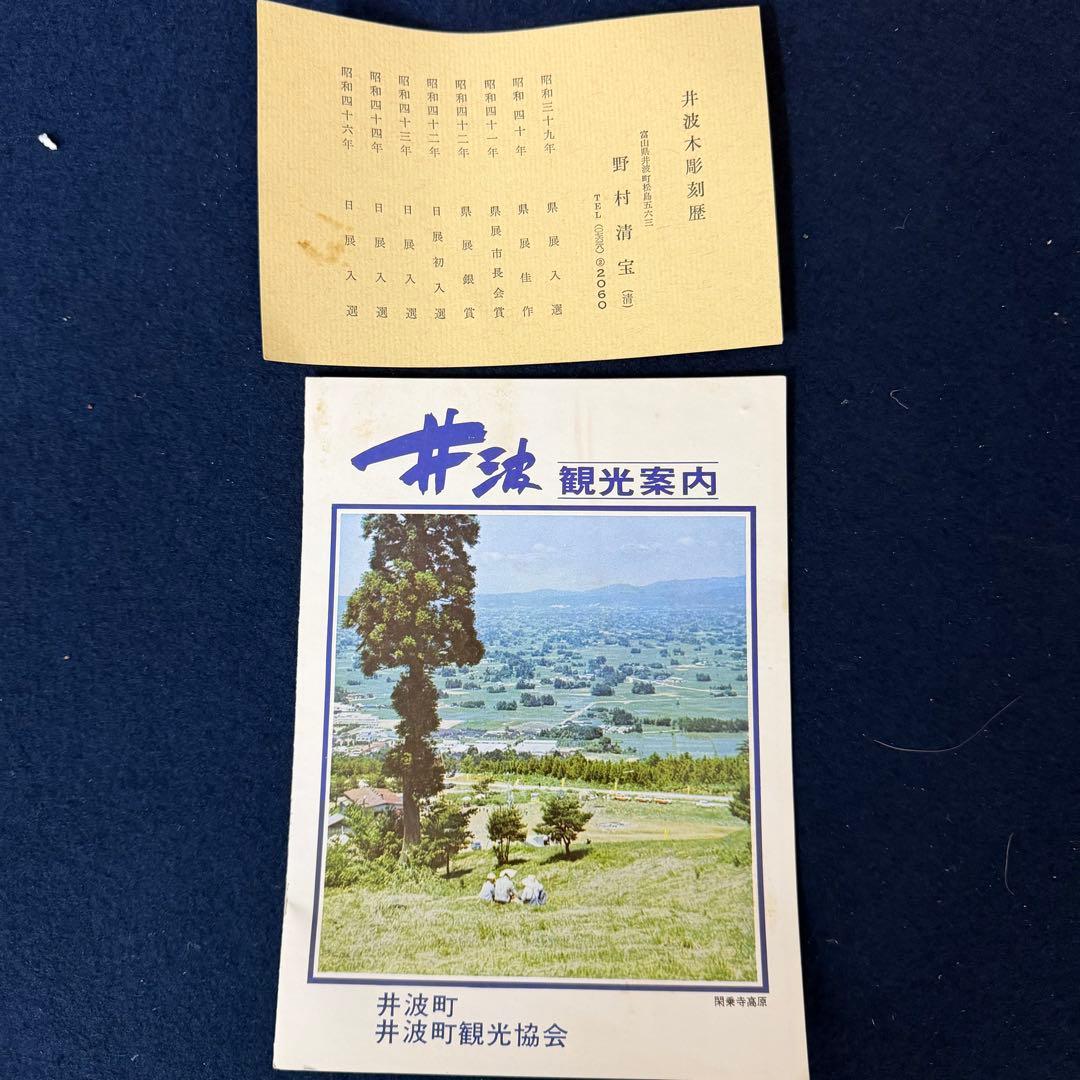 井波木彫刻歴
富山県井波町松島五六三
野村清宝(清)
②2060
昭和三十九年 県展入選
昭和四十年 県展佳作
昭和四十一年 県展市長会賞
昭和四十二年 県展銀賞
昭和四十二年 日展初入選
昭和四十三年 日展入選
昭和四十四年 日展入選
昭和四十六年 日展入選
井波 観光案内
閑乗寺高原
井波町
井波町観光協会